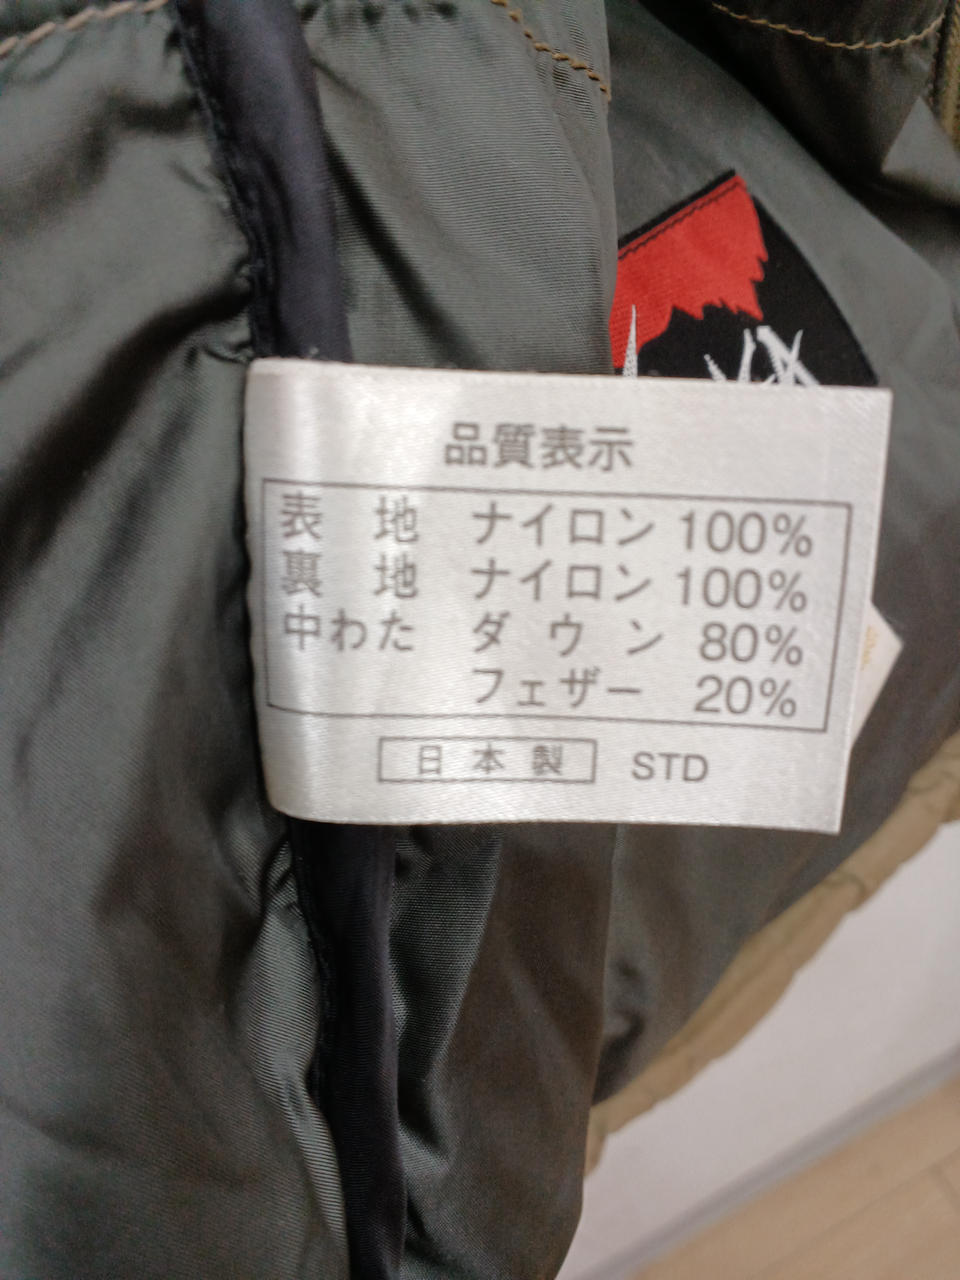 品質表示
表 地 ナイロン 100%
裏 地 ナイロン 100%
中わた ダウン 80%
フェザー 20%
日本製 STD